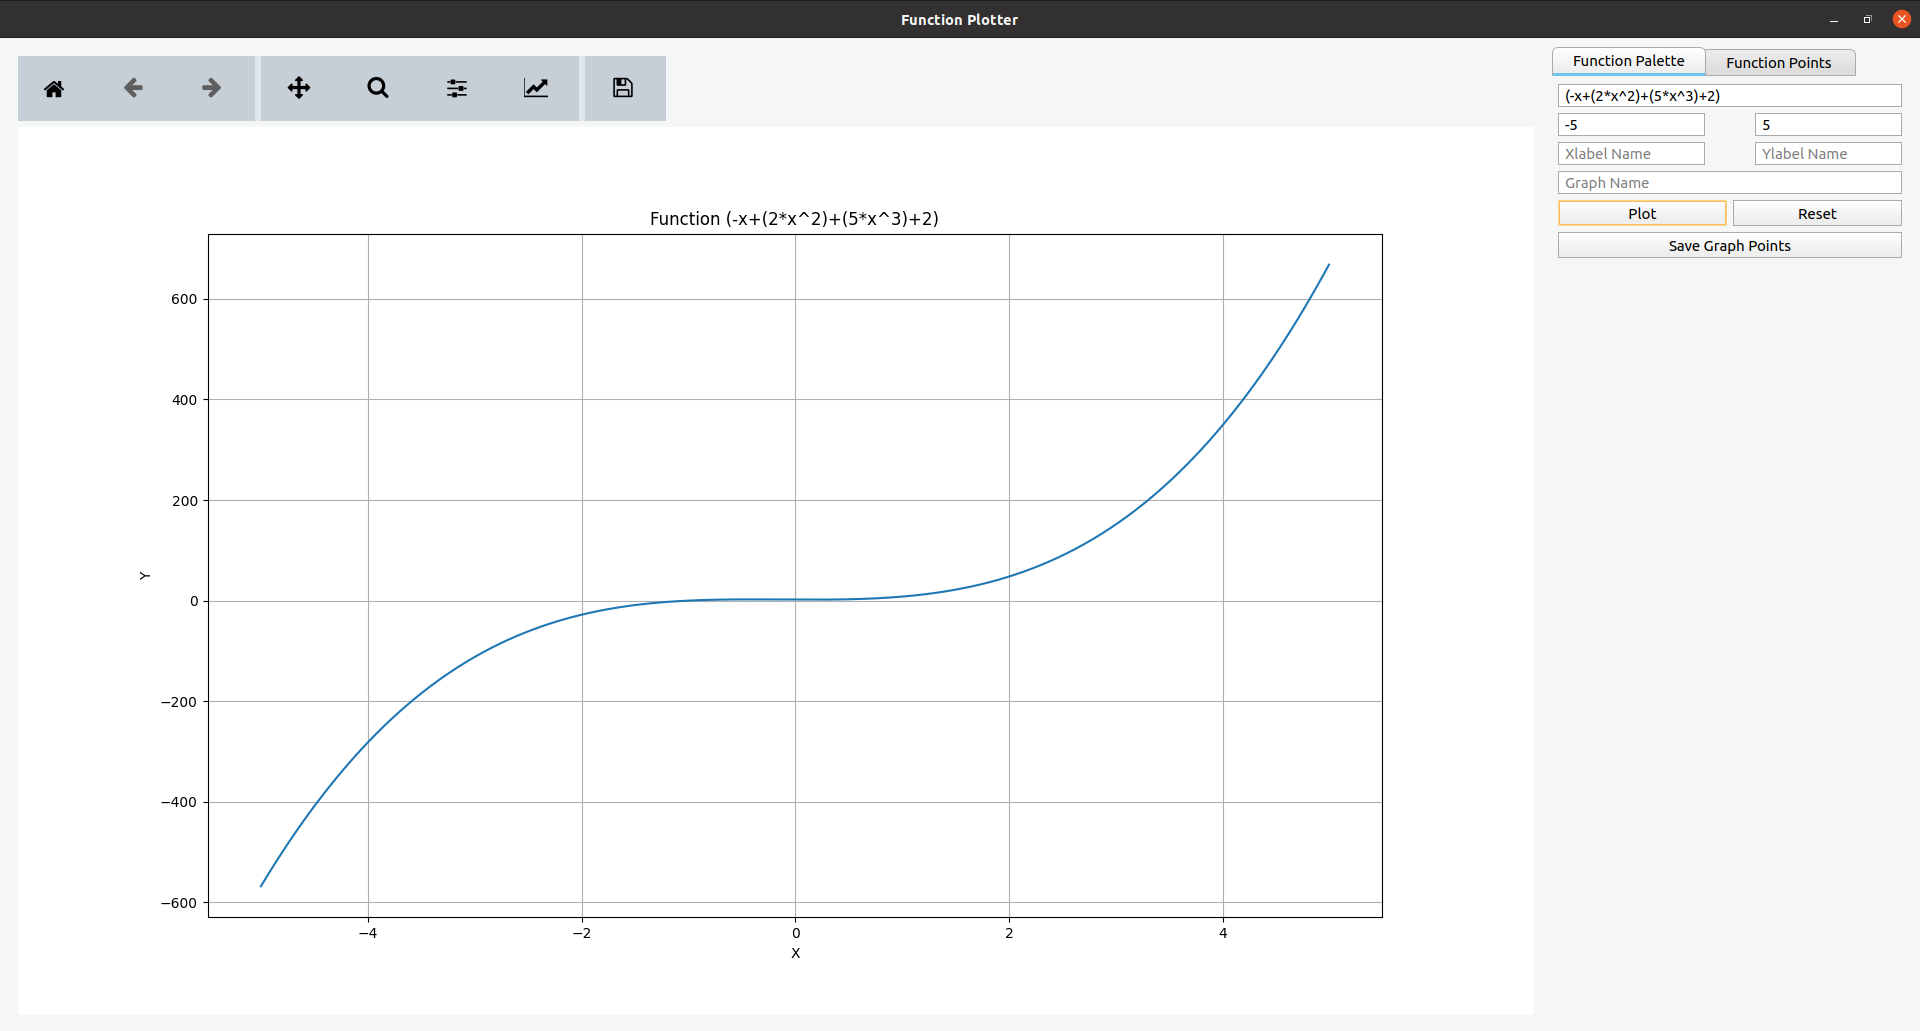 Function Plotter
Function Palette
Function Points
(-x+(2*x^2)+(5*x^3)+2)
-5
5
Xlabel Name
Ylabel Name
Graph Name
Plot
Reset
Save Graph Points
Function (-x+(2*x^2)+(5*x^3)+2)
600
400
200
0
−200
−400
−600
Y
−4
−2
0
2
4
X